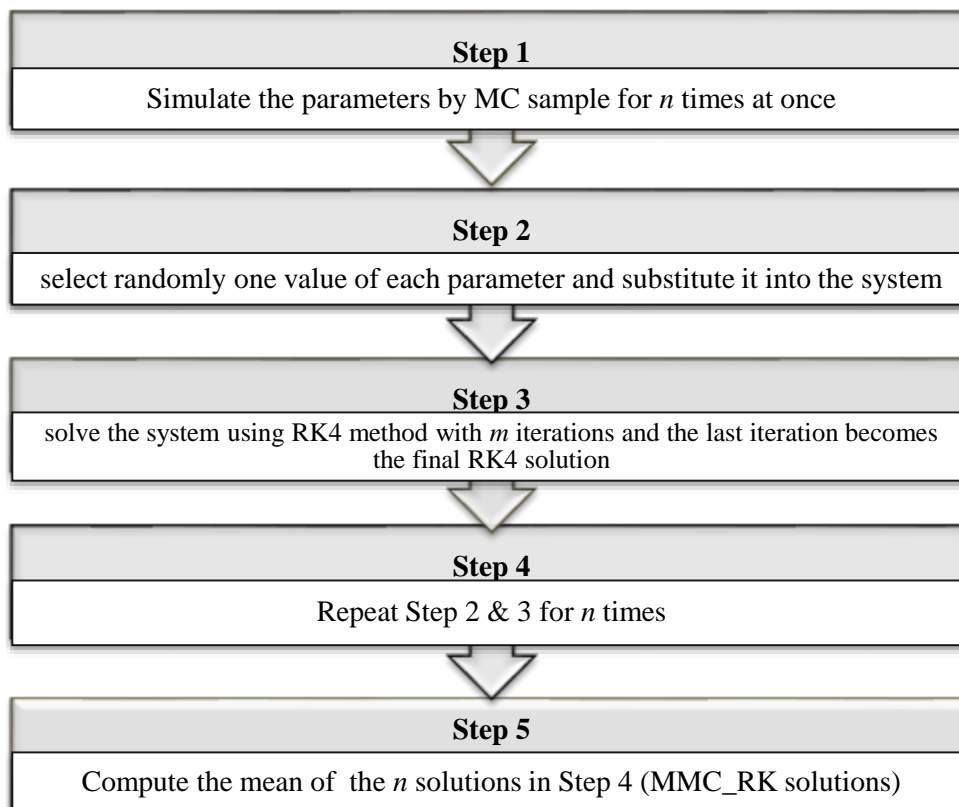 Step 1
Simulate the parameters by MC sample for n times at once
Step 2
select randomly one value of each parameter and substitute it into the system
Step 3
solve the system using RK4 method with m iterations and the last iteration becomes
the final RK4 solution
Step 4
Repeat Step 2 & 3 for n times
Step 5
Compute the mean of the n solutions in Step 4 (MMC_RK solutions)